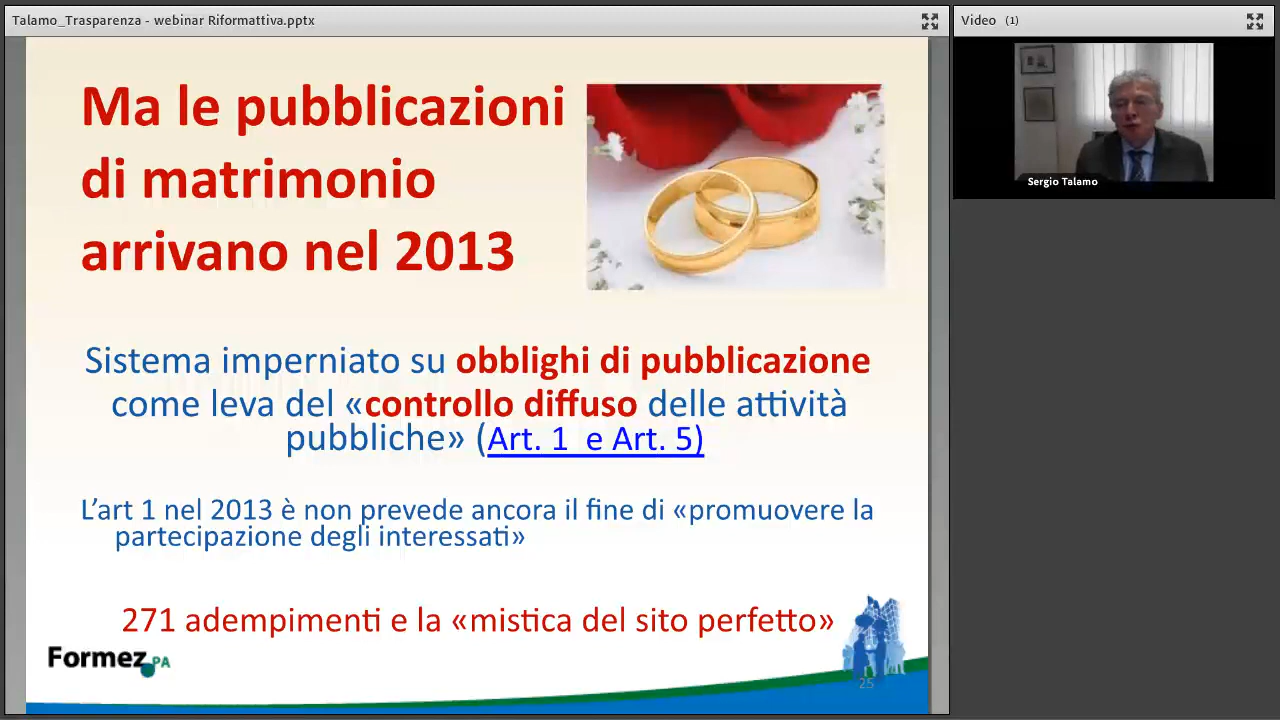 Talamo_Trasparenza - webinar Riformattiva.pptx
Video (1)
Ma le pubblicazioni
di matrimonio
arrivano nel 2013
Sergio Talamo
Sistema imperniato su obblighi di pubblicazione
come leva del «controllo diffuso delle attività
pubbliche» (Art. 1 e Art. 5)
L'art 1 nel 2013 è non prevede ancora il fine di «promuovere la
partecipazione degli interessati»
271 adempimenti e la «mistica del sito perfetto»
Formez PA
25